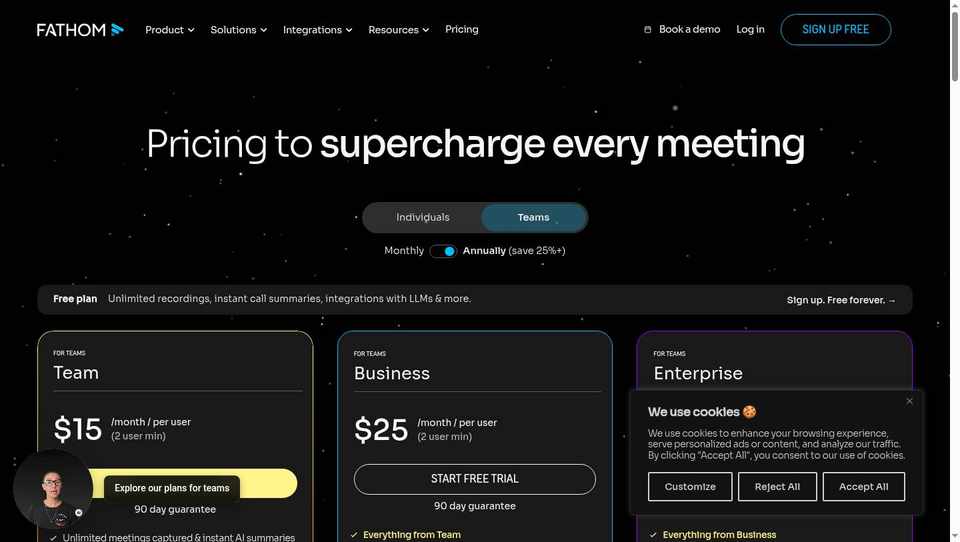 FATHOM
Product
Solutions
Integrations
Resources
Pricing
Book a demo
Log in
SIGN UP FREE
Pricing to supercharge every meeting
Individuals
Teams
Monthly
Annually (save 25%+)
Free plan Unlimited recordings, instant call summaries, integrations with LLMs & more.
Sign up. Free forever. →
FOR TEAMS
Team
$15 /month / per user
(2 user min)
Explore our plans for teams
90 day guarantee
Unlimited meetings captured & instant AI summaries
FOR TEAMS
Business
$25 /month / per user
(2 user min)
START FREE TRIAL
90 day guarantee
Everything from Team
FOR TEAMS
Enterprise
We use cookies 🍪
We use cookies to enhance your browsing experience,
serve personalized ads or content, and analyze our traffic.
By clicking "Accept All", you consent to our use of cookies.
Customize
Reject All
Accept All
Everything from Business